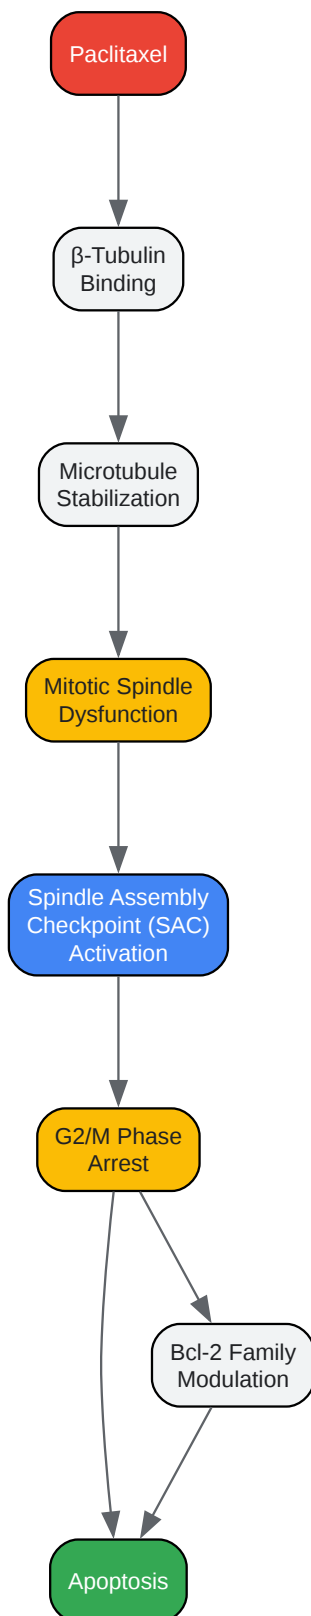 Paclitaxel
β-Tubulin
Binding
Microtubule
Stabilization
Mitotic Spindle
Dysfunction
Spindle Assembly
Checkpoint (SAC)
Activation
G2/M Phase
Arrest
Bcl-2 Family
Modulation
Apoptosis